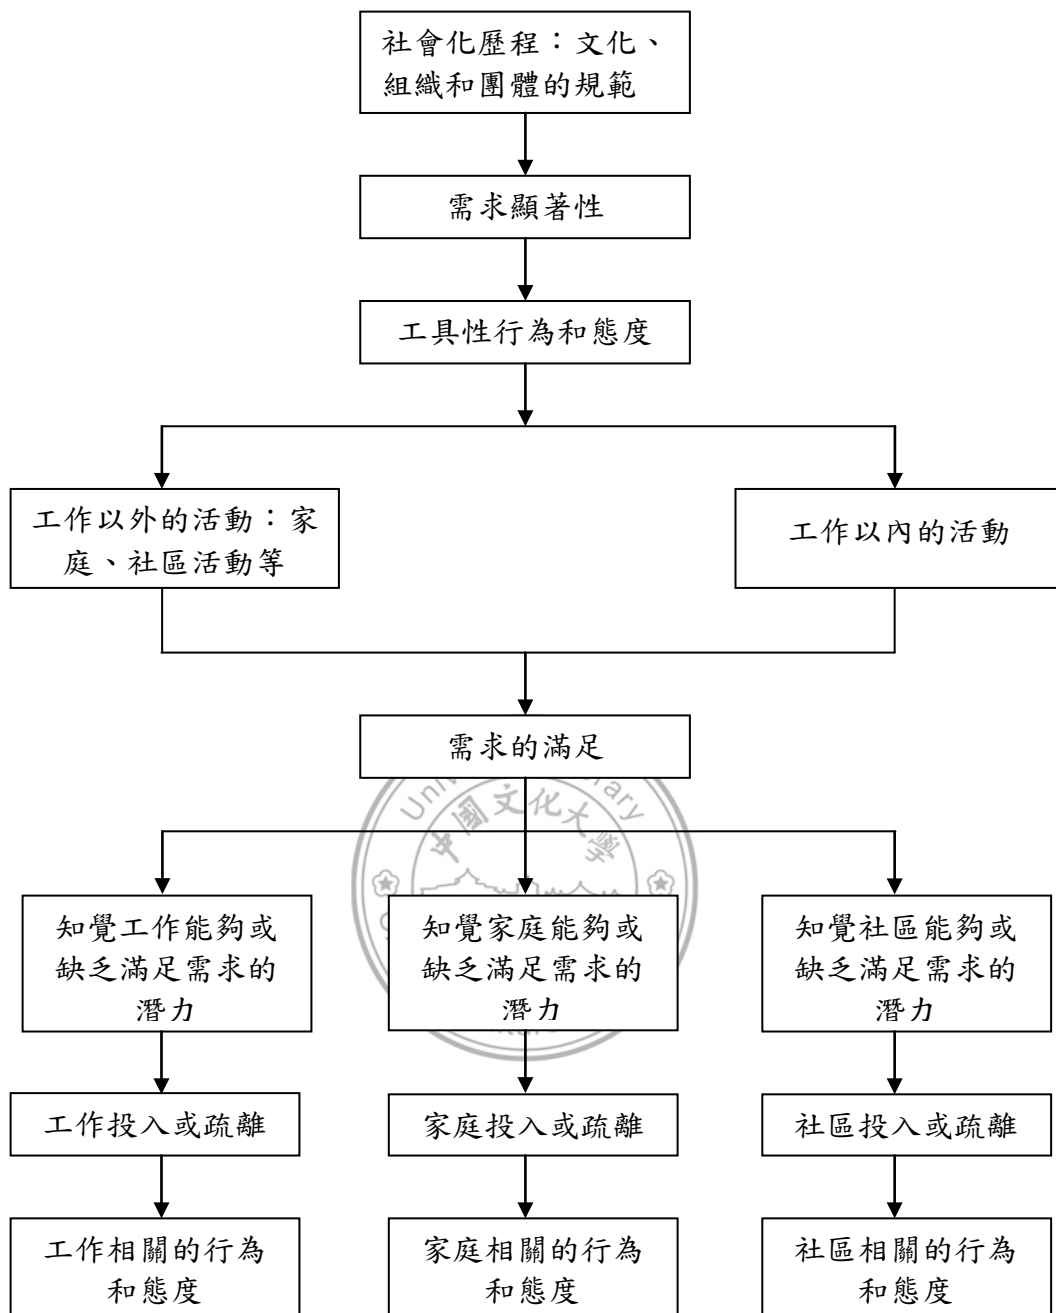 社會化歷程：文化、
組織和團體的規範
需求顯著性
工具性行為和態度
工作以外的活動：家
庭、社區活動等
工作以內的活動
需求的滿足
中國文化大學
知覺工作能夠或
缺乏滿足需求的
潛力
知覺家庭能夠或
缺乏滿足需求的
潛力
知覺社區能夠或
缺乏滿足需求的
潛力
工作投入或疏離
家庭投入或疏離
社區投入或疏離
工作相關的行為
和態度
家庭相關的行為
和態度
社區相關的行為
和態度